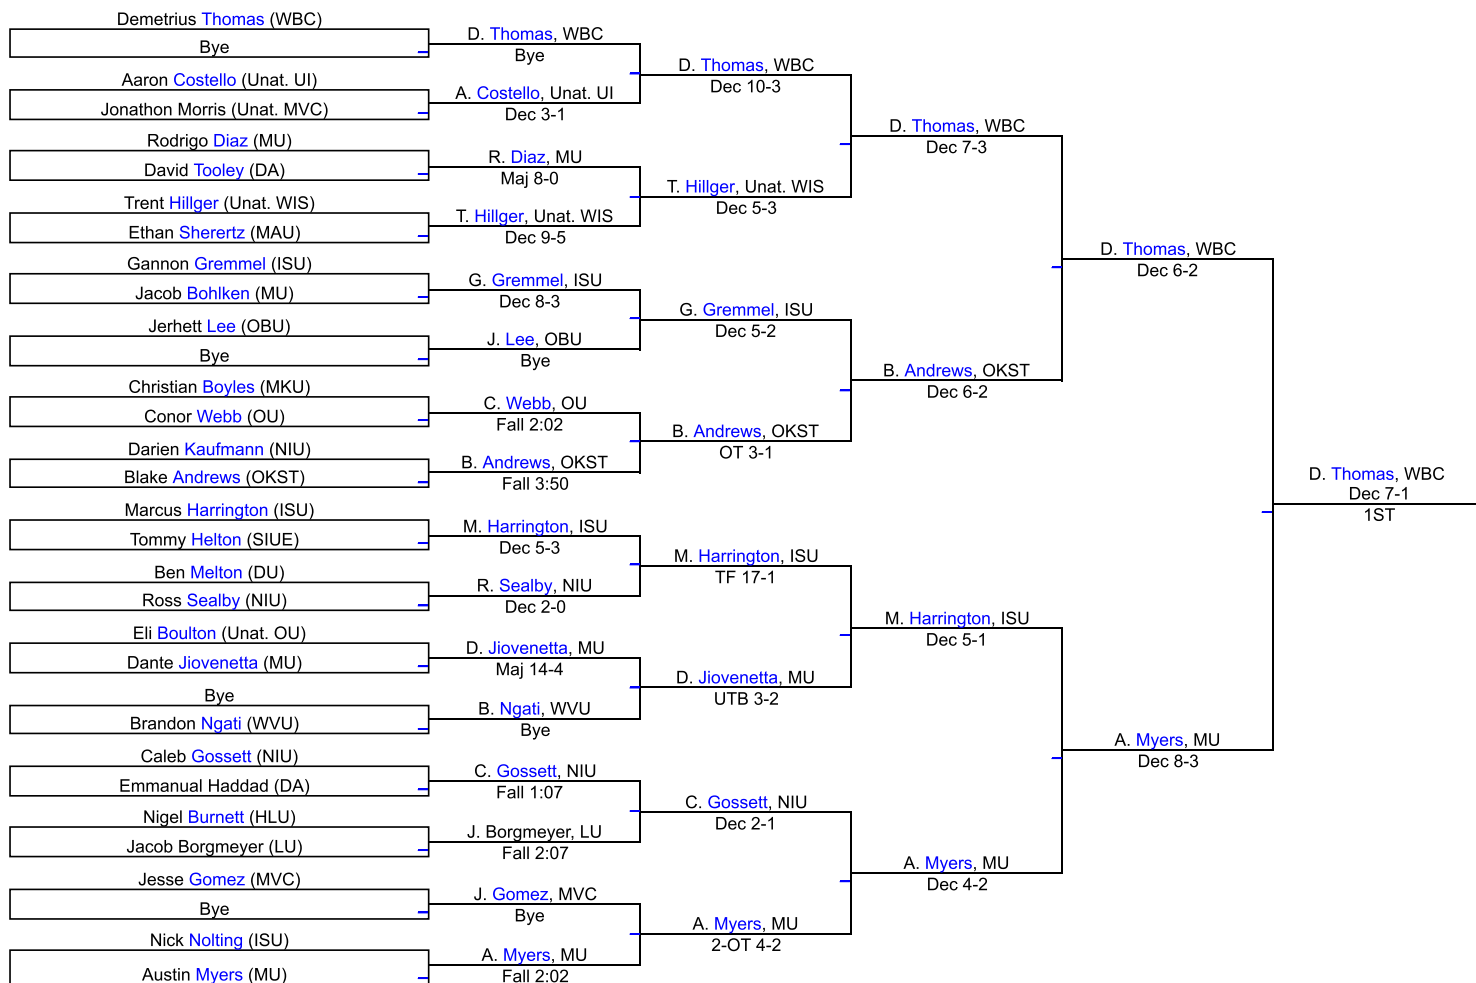 Demetrius Thomas (WBC)
Bye
Aaron Costello (Unat. UI)
Jonathon Morris (Unat. MVC)
Rodrigo Diaz (MU)
David Tooley (DA)
Trent Hillger (Unat. WIS)
Ethan Sherertz (MAU)
Gannon Gremmel (ISU)
Jacob Bohlken (MU)
Jerhett Lee (OBU)
Bye
Christian Boyles (MKU)
Conor Webb (OU)
Darien Kaufmann (NIU)
Blake Andrews (OKST)
Marcus Harrington (ISU)
Tommy Helton (SIUE)
Ben Melton (DU)
Ross Sealby (NIU)
Eli Boulton (Unat. OU)
Dante Jiovenetta (MU)
Bye
Brandon Ngati (WVU)
Caleb Gossett (NIU)
Emmanual Haddad (DA)
Nigel Burnett (HLU)
Jacob Borgmeyer (LU)
Jesse Gomez (MVC)
Bye
Nick Nolting (ISU)
Austin Myers (MU)
D. Thomas, WBC
Bye
A. Costello, Unat. UI
Dec 3-1
R. Diaz, MU
Maj 8-0
T. Hillger, Unat. WIS
Dec 9-5
G. Gremmel, ISU
Dec 8-3
J. Lee, OBU
Bye
C. Webb, OU
Fall 2:02
B. Andrews, OKST
Fall 3:50
M. Harrington, ISU
Dec 5-3
R. Sealby, NIU
Dec 2-0
D. Jiovenetta, MU
Maj 14-4
B. Ngati, WVU
Bye
C. Gossett, NIU
Fall 1:07
J. Borgmeyer, LU
Fall 2:07
J. Gomez, MVC
Bye
A. Myers, MU
Fall 2:02
D. Thomas, WBC
Dec 10-3
T. Hillger, Unat. WIS
Dec 5-3
G. Gremmel, ISU
Dec 5-2
B. Andrews, OKST
OT 3-1
M. Harrington, ISU
TF 17-1
D. Jiovenetta, MU
UTB 3-2
C. Gossett, NIU
Dec 2-1
A. Myers, MU
2-OT 4-2
D. Thomas, WBC
Dec 7-3
B. Andrews, OKST
Dec 6-2
M. Harrington, ISU
Dec 5-1
A. Myers, MU
Dec 4-2
D. Thomas, WBC
Dec 6-2
A. Myers, MU
Dec 8-3
D. Thomas, WBC
Dec 7-1
1ST